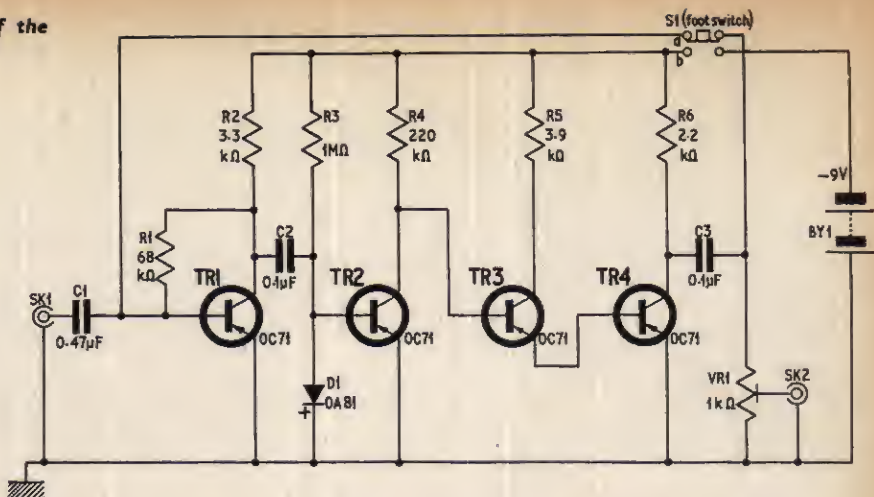 f the
S1 (foot switch)
a
b
R2
3.3
kΩ
R3
1MΩ
R4
220
kΩ
R5
3.9
kΩ
R6
2.2
kΩ
-9V
BY1
R1
68
kΩ
C2
0.1µF
C3
0.1µF
TR1
TR2
TR3
TR4
SK1
C1
0.47µF
OC71
OC71
OC71
OC71
D1
OA81
+
VR1
1kΩ
SK2